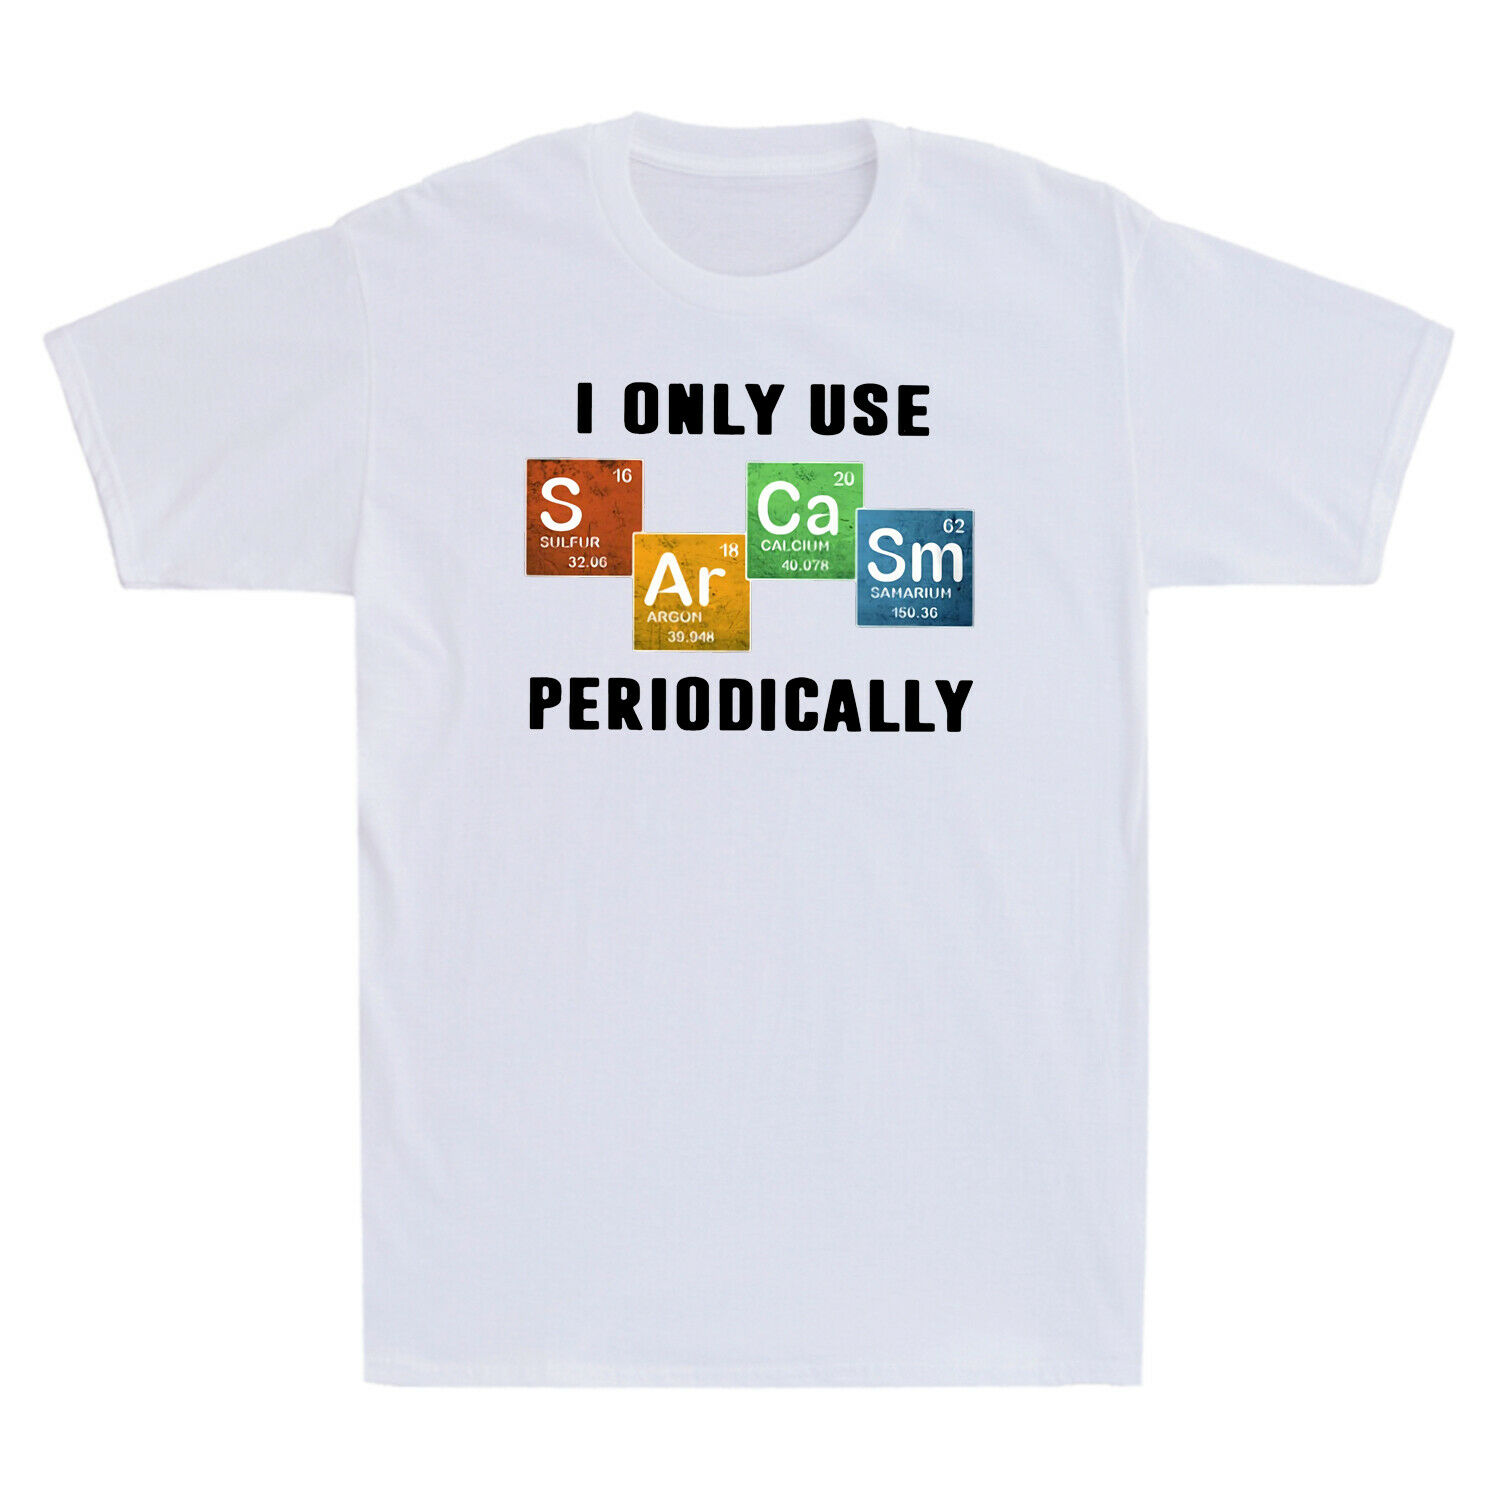 I ONLY USE
16
S
SULFUR
32.06
18
Ar
ARGON
39.948
20
Ca
CALCIUM
40.078
62
Sm
SAMARIUM
150.36
PERIODICALLY